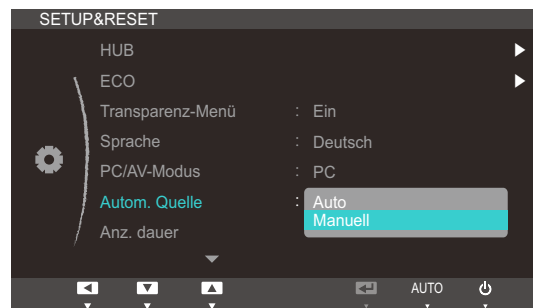 SETUP&RESET
HUB
ECO
Transparenz-Menü : Ein
Sprache : Deutsch
PC/AV-Modus : PC
Autom. Quelle : Auto
Manuell
Anz. dauer
AUTO